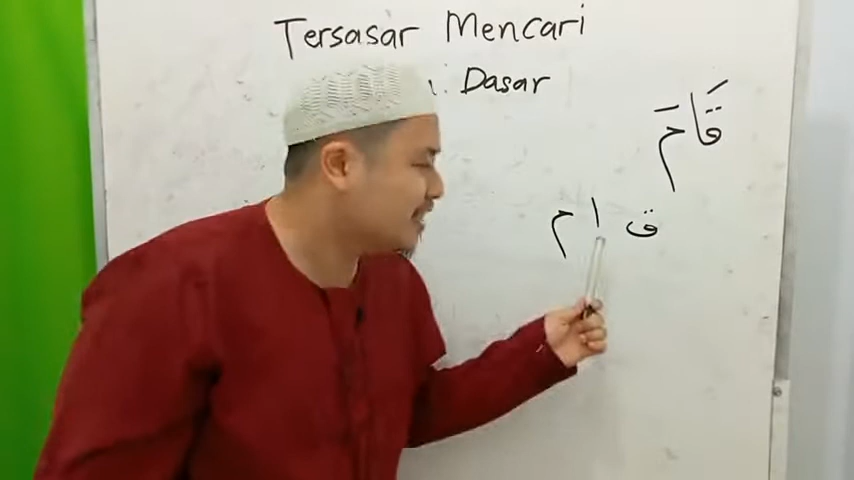 Tersasar Mencari
: Dasar
قَامَ
ق ا م